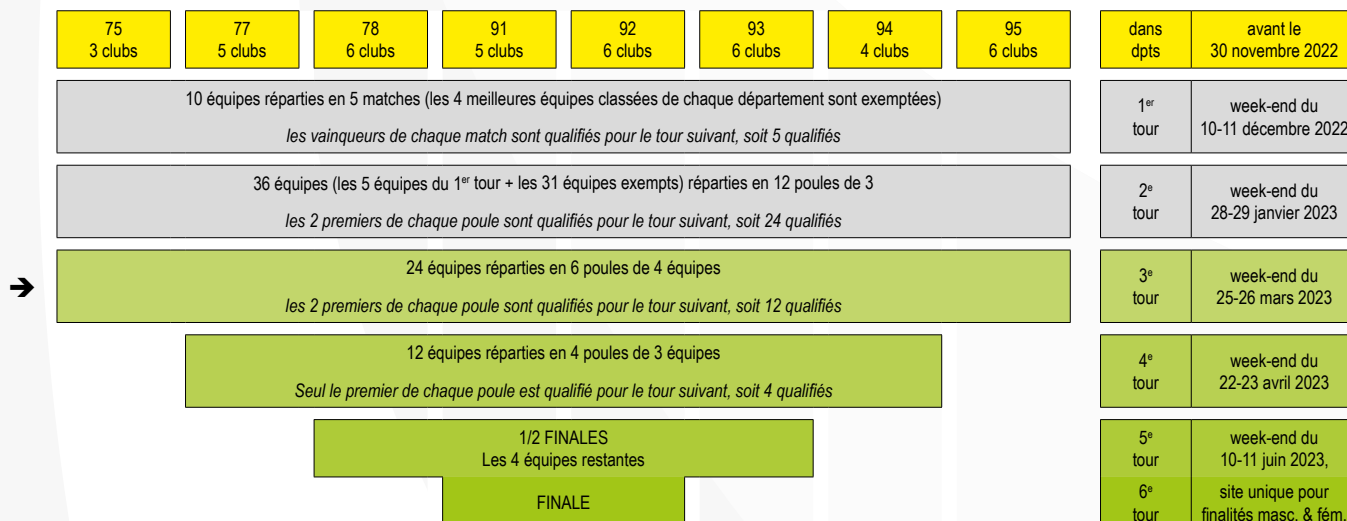 75
3 clubs
77
5 clubs
78
6 clubs
91
5 clubs
92
6 clubs
93
6 clubs
94
4 clubs
95
6 clubs
dans
dpts
avant le
30 novembre 2022
10 équipes réparties en 5 matches (les 4 meilleures équipes classées de chaque département sont exemptées)
les vainqueurs de chaque match sont qualifiés pour le tour suivant, soit 5 qualifiés
1er
tour
week-end du
10-11 décembre 2022
36 équipes (les 5 équipes du 1er tour + les 31 équipes exempts) réparties en 12 poules de 3
les 2 premiers de chaque poule sont qualifiés pour le tour suivant, soit 24 qualifiés
2e
tour
week-end du
28-29 janvier 2023
➔
24 équipes réparties en 6 poules de 4 équipes
les 2 premiers de chaque poule sont qualifiés pour le tour suivant, soit 12 qualifiés
3e
tour
week-end du
25-26 mars 2023
12 équipes réparties en 4 poules de 3 équipes
Seul le premier de chaque poule est qualifié pour le tour suivant, soit 4 qualifiés
4e
tour
week-end du
22-23 avril 2023
1/2 FINALES
Les 4 équipes restantes
5e
tour
week-end du
10-11 juin 2023,
FINALE
6e
tour
site unique pour
finalités masc. & fém.